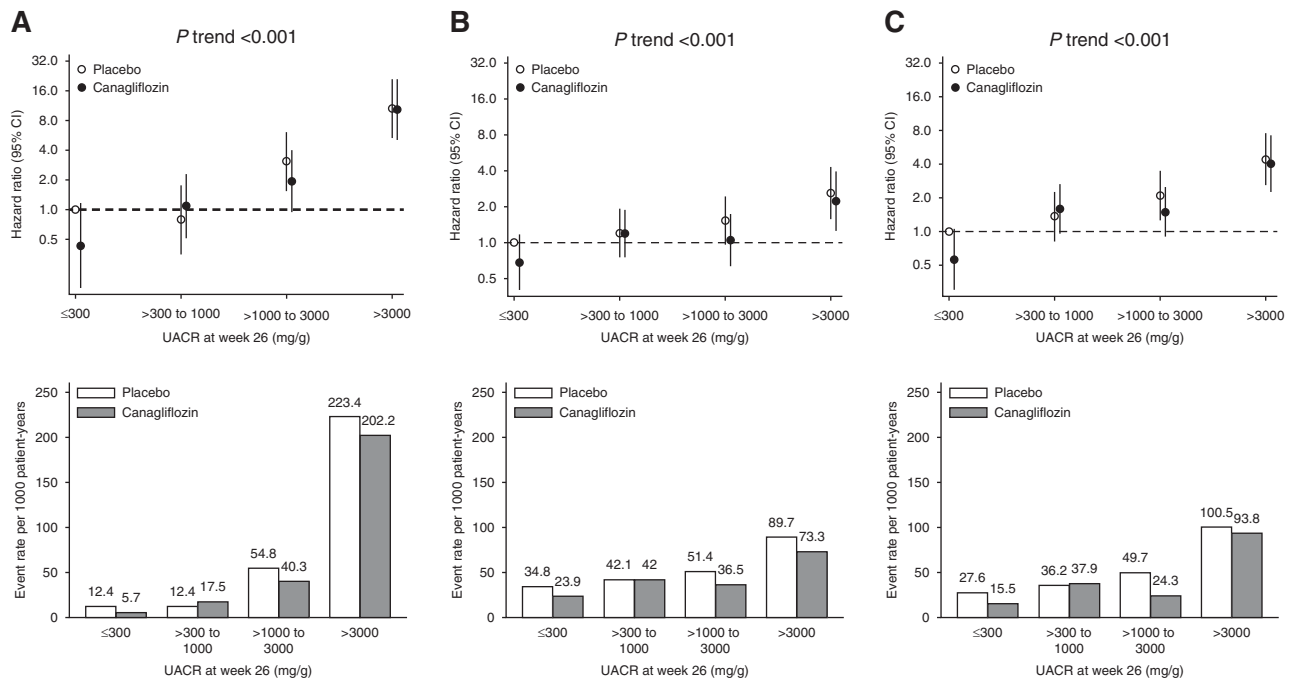 A
P trend <0.001
Hazard ratio (95% CI)
32.0
16.0
8.0
4.0
2.0
1.0
0.5
Placebo
Canagliflozin
≤300
>300 to 1000
>1000 to 3000
>3000
UACR at week 26 (mg/g)
B
P trend <0.001
Hazard ratio (95% CI)
32.0
16.0
8.0
4.0
2.0
1.0
0.5
Placebo
Canagliflozin
≤300
>300 to 1000
>1000 to 3000
>3000
UACR at week 26 (mg/g)
C
P trend <0.001
Hazard ratio (95% CI)
32.0
16.0
8.0
4.0
2.0
1.0
0.5
Placebo
Canagliflozin
≤300
>300 to 1000
>1000 to 3000
>3000
UACR at week 26 (mg/g)
Event rate per 1000 patient-years
250
200
150
100
50
0
Placebo
Canagliflozin
12.4
5.7
12.4
17.5
54.8
40.3
223.4
202.2
≤300
>300 to
1000
>1000 to
3000
>3000
UACR at week 26 (mg/g)
Event rate per 1000 patient-years
250
200
150
100
50
0
Placebo
Canagliflozin
34.8
23.9
42.1
42
51.4
36.5
89.7
73.3
≤300
>300 to
1000
>1000 to
3000
>3000
UACR at week 26 (mg/g)
Event rate per 1000 patient-years
250
200
150
100
50
0
Placebo
Canagliflozin
27.6
15.5
36.2
37.9
49.7
24.3
100.5
93.8
≤300
>300 to
1000
>1000 to
3000
>3000
UACR at week 26 (mg/g)